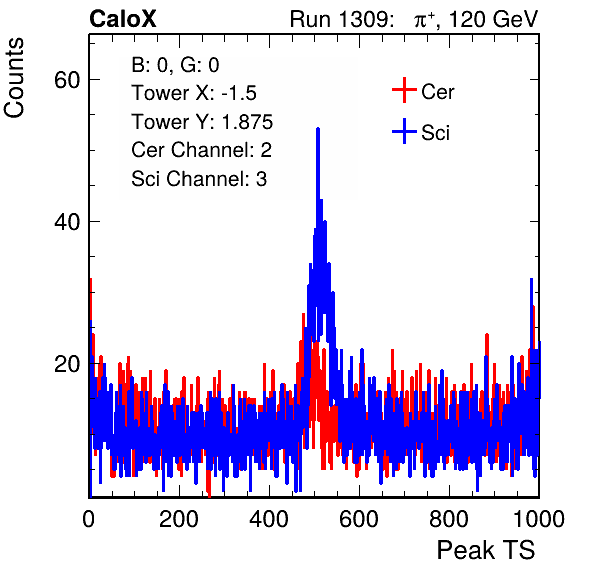 CaloX Run 1309: π⁺, 120 GeV
B: 0, G: 0
Tower X: -1.5
Tower Y: 1.875
Cer Channel: 2
Sci Channel: 3
Cer
Sci
Counts
60
40
20
0 200 400 600 800 1000
Peak TS